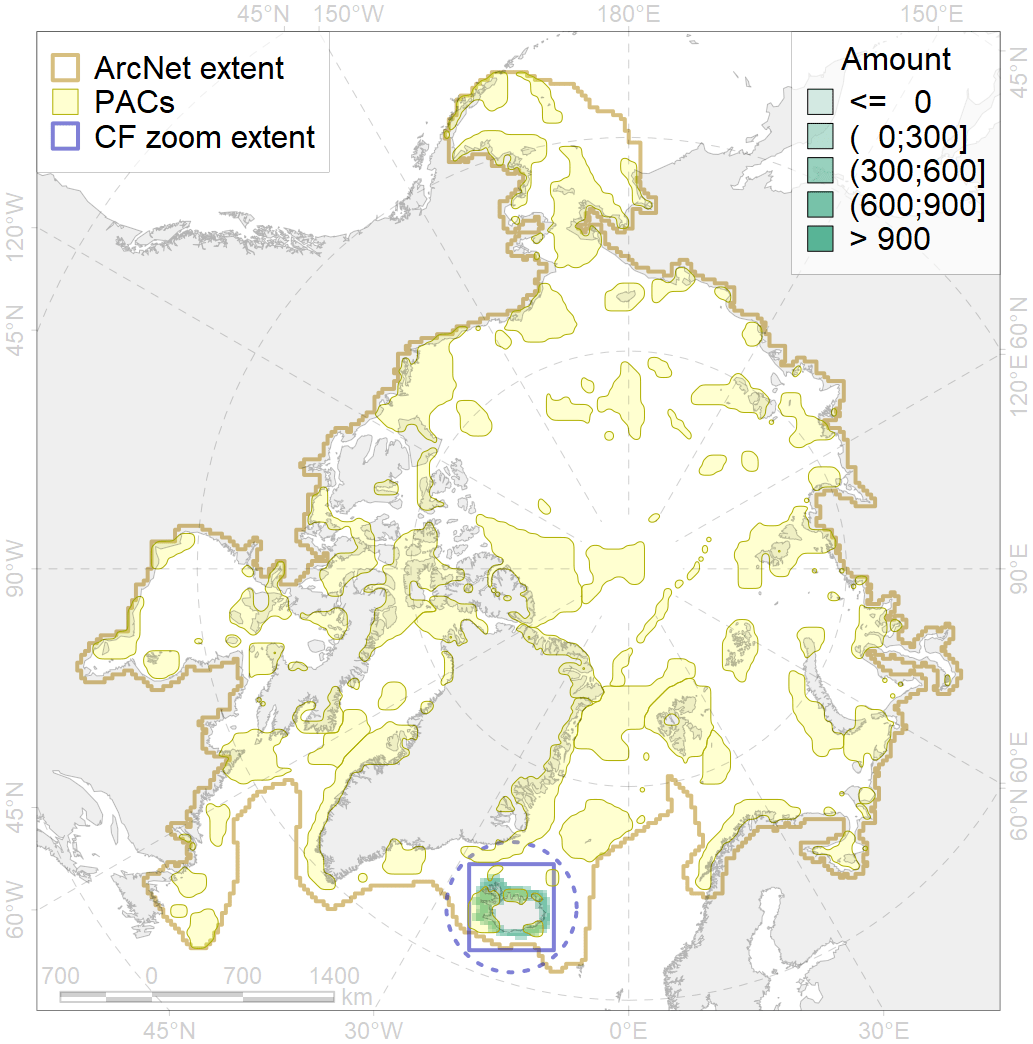 45°N 150°W 180°E 150°E
ArcNet extent
PACs
CF zoom extent
Amount
<= 0
( 0;300]
(300;600]
(600;900]
> 900
45°N
120°W
60°N
45°N
120°E
90°W
90°E
60°E
45°N
60°N
60°W
700 0 700 1400
km
45°N 30°W 0°E 30°E